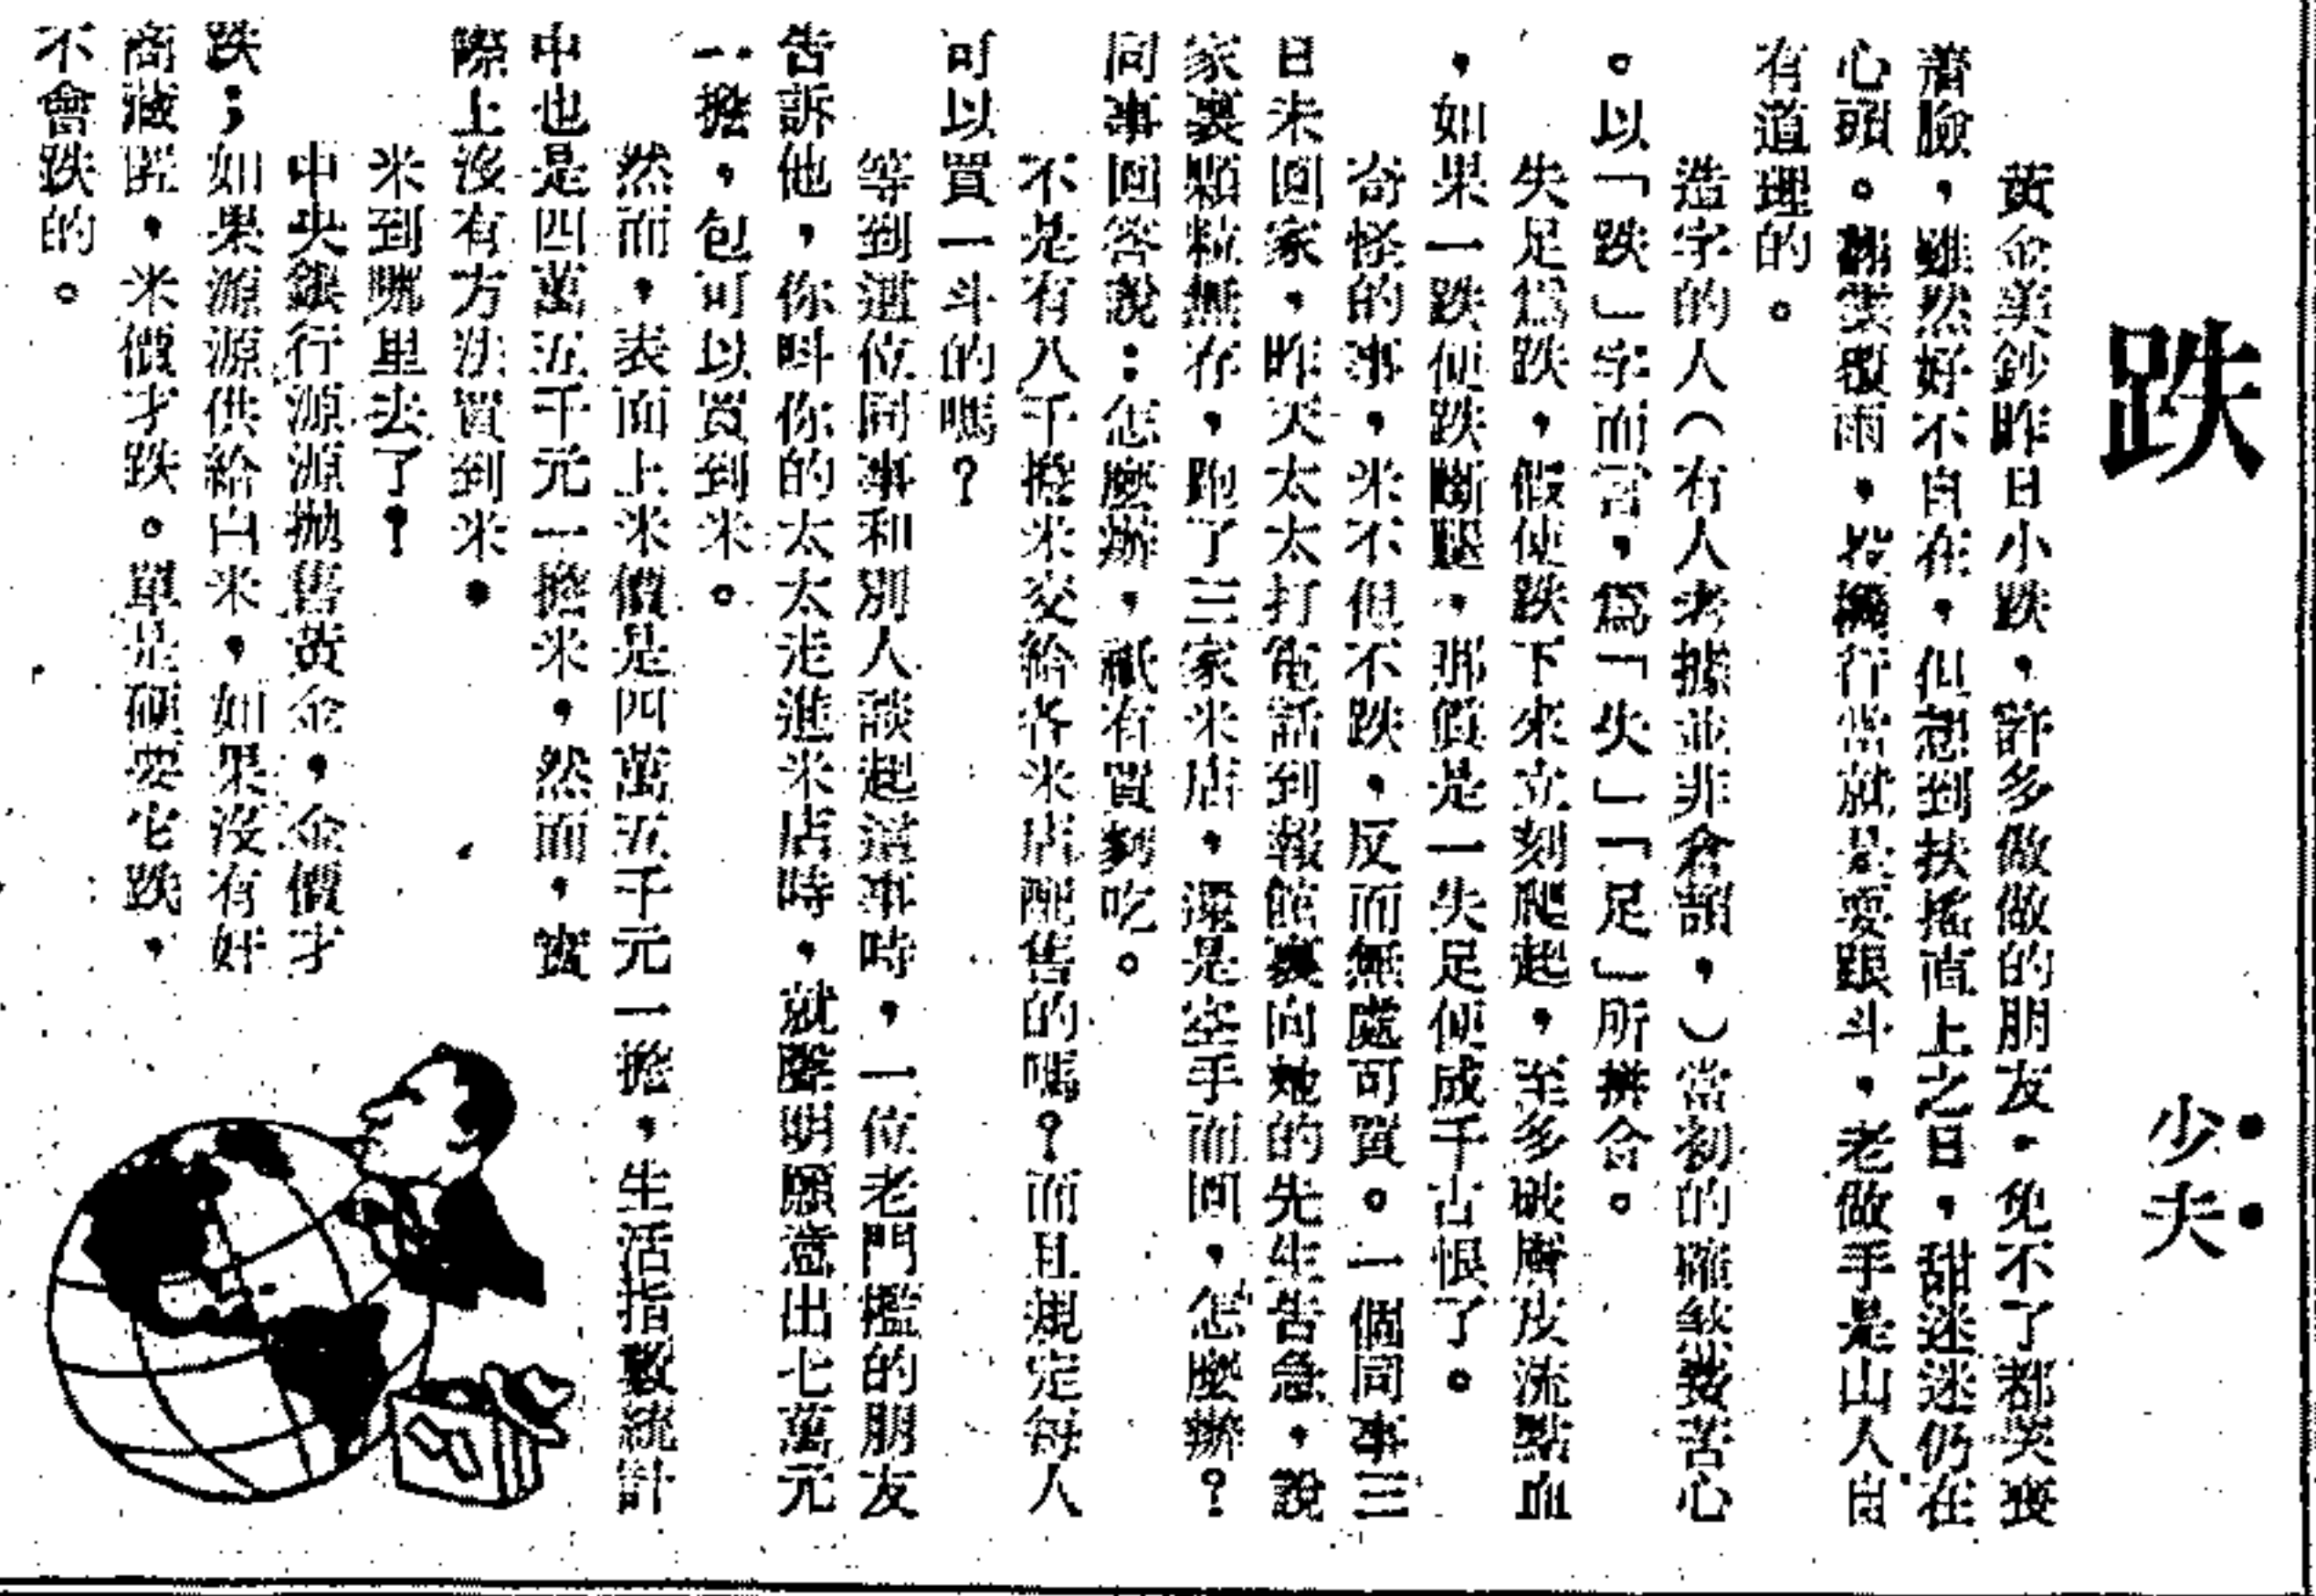 跌
少夫
黃金美鈔昨日小跌，許多做做的朋友，免不了都哭喪
着臉，雖然好不自在，但想到扶搖直上之日，甜迷迷仍在
心頭。翻雲覆雨，投機行當就是要跟斗，老做手是山人自
有道理的。
造字的人（有人考據並非倉頡，）當初的確煞費苦心
。以「跌」字而言，爲「失」「足」所拼合。
失足爲跌，假使跌下來立刻爬起，至多破層皮流點血
，如果一跌便跌斷腿，那質是一失足便成千古恨了。
奇怪的事，米不但不跌，反而無處可買。一個同事三
日未回家，昨天太太打電話到報館裏向她的先生告急，說
家裏顆粒無存，跑了三家米店，還是空手而回，怎麼辦？
同事回答說：怎麼辦，祇有買麪吃。
不是有八千擔米交給各米店配售的嗎？而且規定每人
可以買一斗的嗎？
等到這位同事和別人談起這事時，一位老門檻的朋友
告訴他，你叫你的太太走進米店時，就聲明願意出七萬元
一擔，包可以買到米。
然而，表面上米價是四萬五千元一擔，生活指數統計
中也是四萬五千元一擔米，然而，實
際上沒有方法買到米。
米到號里去了！
中央銀行源源拋售黃金，金價才
跌；如果源源供給白米，如果沒有奸
商藏匿，米價才跌。單是硬要它跌，
不會跌的。